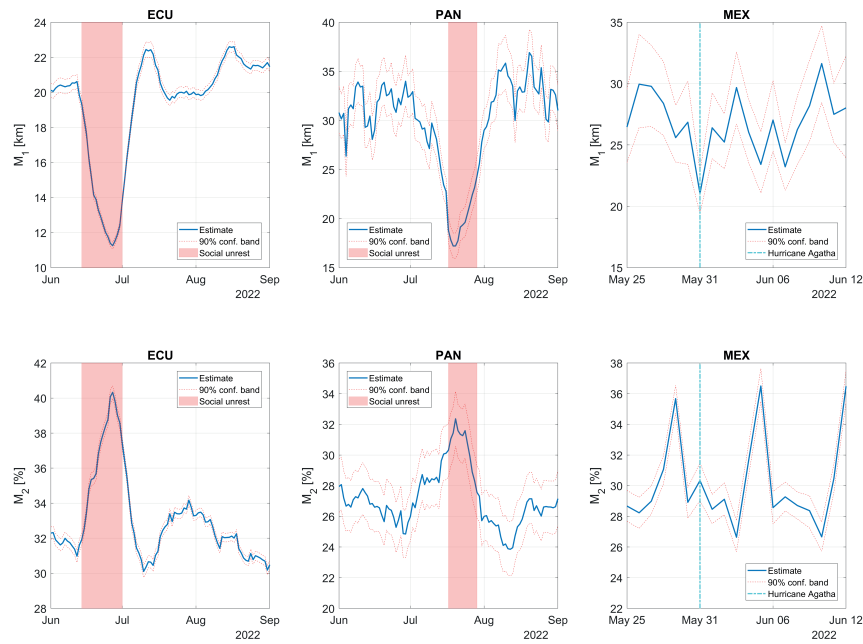 ECU
M1 [km]
24
22
20
18
16
14
12
10
Estimate
90% conf. band
Social unrest
Jun
Jul
Aug
Sep
2022
PAN
M1 [km]
40
35
30
25
20
15
Estimate
90% conf. band
Social unrest
Jun
Jul
Aug
Sep
2022
MEX
M1 [km]
35
30
25
20
15
Estimate
90% conf. band
Hurricane Agatha
May 25
May 31
Jun 06
Jun 12
2022
ECU
M2 [%]
42
40
38
36
34
32
30
28
Estimate
90% conf. band
Social unrest
Jun
Jul
Aug
Sep
2022
PAN
M2 [%]
36
34
32
30
28
26
24
22
20
Estimate
90% conf. band
Social unrest
Jun
Jul
Aug
Sep
2022
MEX
M2 [%]
38
36
34
32
30
28
26
24
22
Estimate
90% conf. band
Hurricane Agatha
May 25
May 31
Jun 06
Jun 12
2022